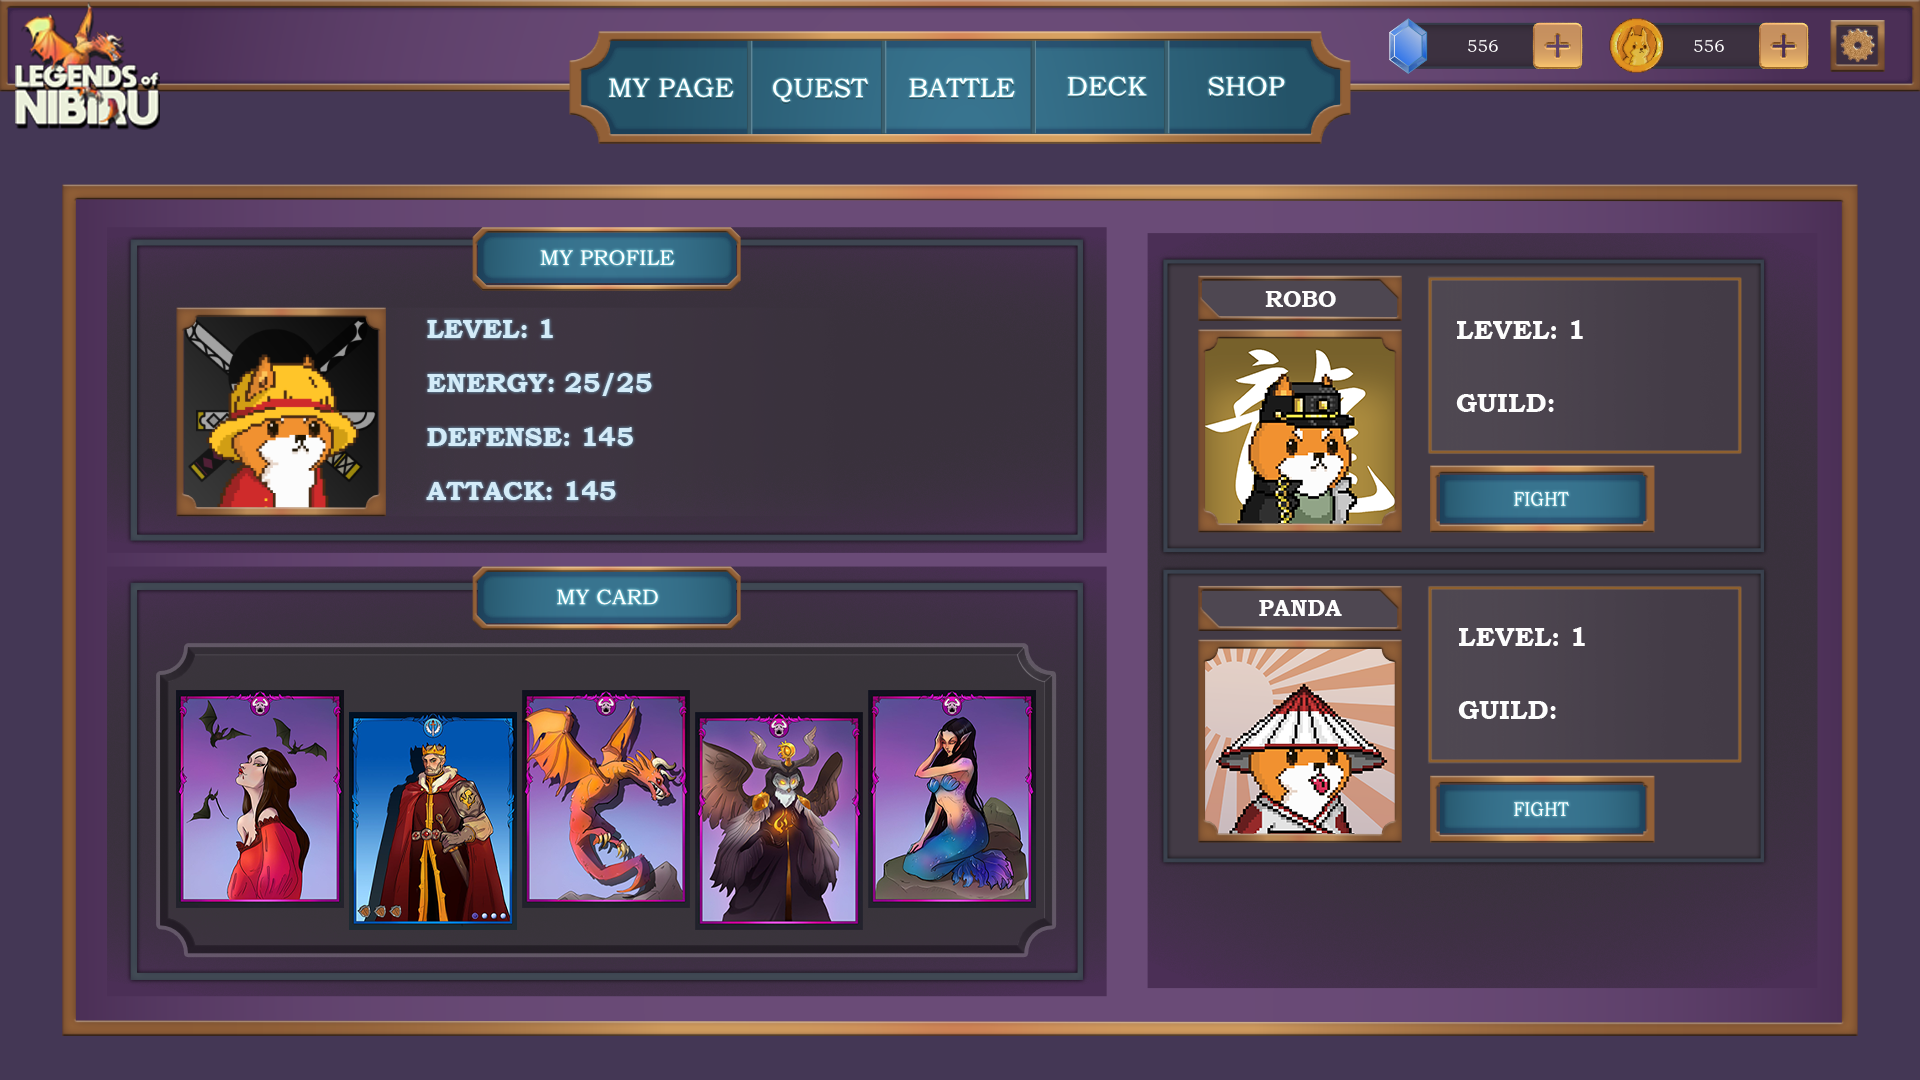 LEGENDS of
NIBIRU
MY PAGE
QUEST
BATTLE
DECK
SHOP
556
556
MY PROFILE
LEVEL: 1
ENERGY: 25/25
DEFENSE: 145
ATTACK: 145
MY CARD
ROBO
龍
LEVEL: 1
GUILD:
FIGHT
PANDA
LEVEL: 1
GUILD:
FIGHT